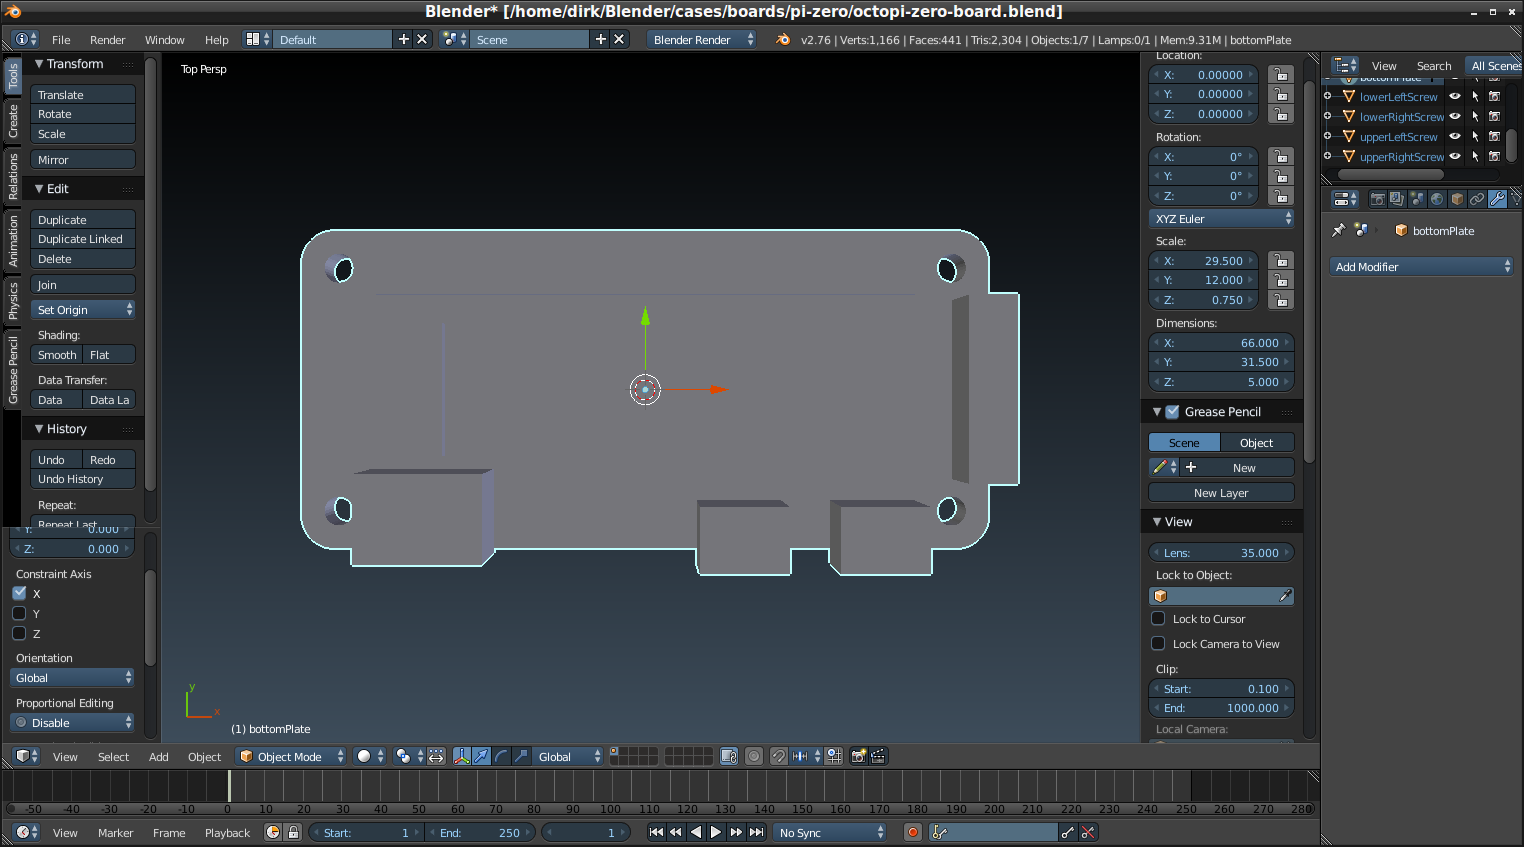 Blender* [/home/dirk/Blender/cases/boards/pi-zero/octopi-zero-board.blend]
File Render Window Help Default Scene Blender Render v2.76 | Verts:1,166 | Faces:441 | Tris:2,304 | Objects:1/7 | Lamps:0/1 | Mem:9.31M | bottomPlate
Tools
Create
Relations
Animation
Physics
Grease Pencil
Transform
Translate
Rotate
Scale
Mirror
Edit
Duplicate
Duplicate Linked
Delete
Join
Set Origin
Shading:
Smooth Flat
Data Transfer:
Data Data La
History
Undo Redo
Undo History
Repeat:
Repeat Last
Y: 0.000
Z: 0.000
Constraint Axis
X
Y
Z
Orientation
Global
Proportional Editing
Disable
Top Persp
y
x
(1) bottomPlate
Location:
X: 0.00000
Y: 0.00000
Z: 0.00000
Rotation:
X: 0°
Y: 0°
Z: 0°
XYZ Euler
Scale:
X: 29.500
Y: 12.000
Z: 0.750
Dimensions:
X: 66.000
Y: 31.500
Z: 5.000
Grease Pencil
Scene Object
New
New Layer
View
Lens: 35.000
Lock to Object:
Lock to Cursor
Lock Camera to View
Clip:
Start: 0.100
End: 1000.000
Local Camera:
View Search All Scenes
bottomPlate
lowerLeftScrew
lowerRightScrew
upperLeftScrew
upperRightScrew
bottomPlate
Add Modifier
View Select Add Object Object Mode Global
-50 -40 -30 -20 -10 0 10 20 30 40 50 60 70 80 90 100 110 120 130 140 150 160 170 180 190 200 210 220 230 240 250 260 270 280
View Marker Frame Playback Start: 1 End: 250 1 No Sync